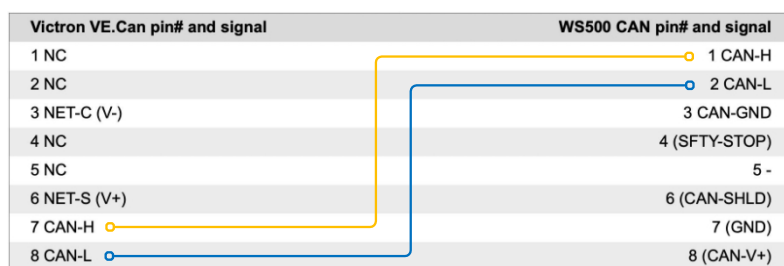 Victron VE.Can pin# and signal WS500 CAN pin# and signal
1 NC 1 CAN-H
2 NC 2 CAN-L
3 NET-C (V-) 3 CAN-GND
4 NC 4 (SFTY-STOP)
5 NC 5 -
6 NET-S (V+) 6 (CAN-SHLD)
7 CAN-H 7 (GND)
8 CAN-L 8 (CAN-V+)